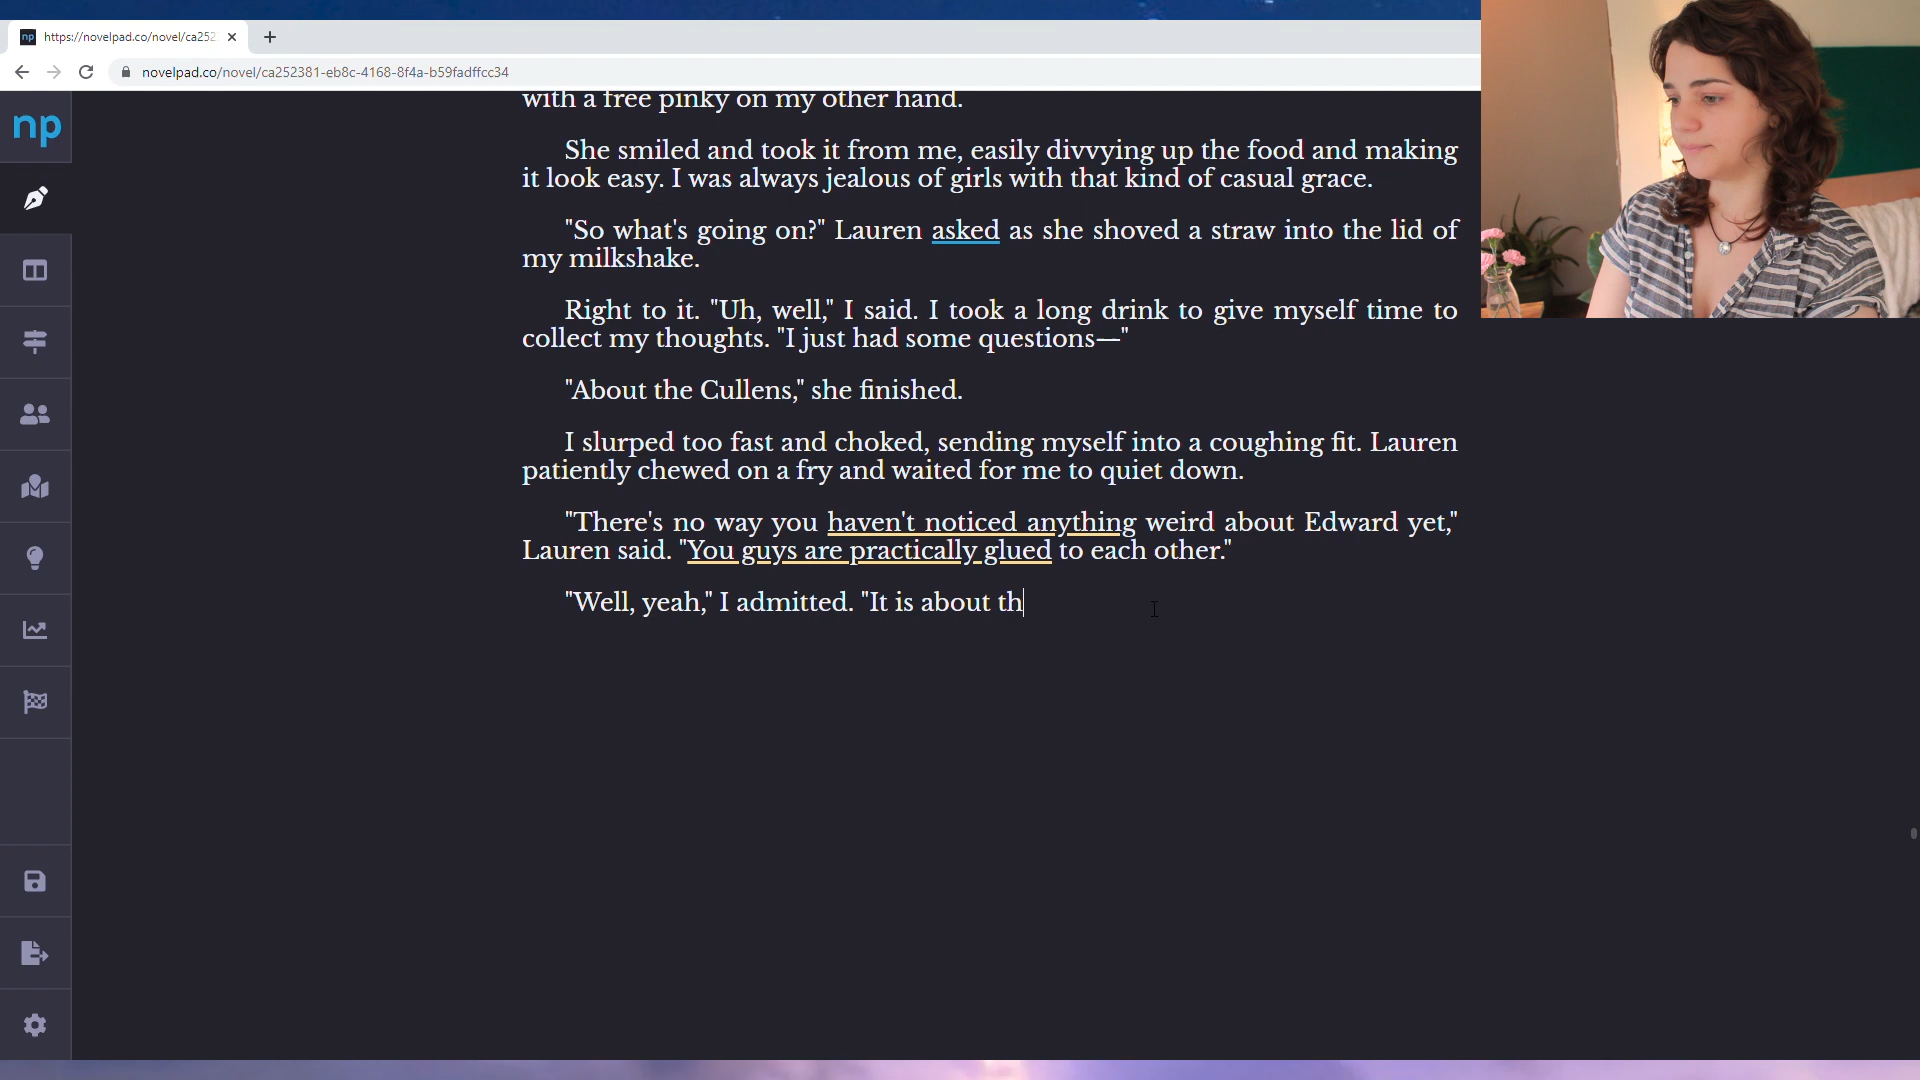 np https://novelpad.co/novel/ca252
novelpad.co/novel/ca252381-eb8c-4168-8f4a-b59fadffcc34
np
with a free pinky on my other hand.
She smiled and took it from me, easily divvying up the food and making
it look easy. I was always jealous of girls with that kind of casual grace.
"So what's going on?" Lauren asked as she shoved a straw into the lid of
my milkshake.
Right to it. "Uh, well," I said. I took a long drink to give myself time to
collect my thoughts. "I just had some questions—"
"About the Cullens," she finished.
I slurped too fast and choked, sending myself into a coughing fit. Lauren
patiently chewed on a fry and waited for me to quiet down.
"There's no way you haven't noticed anything weird about Edward yet,"
Lauren said. "You guys are practically glued to each other."
"Well, yeah," I admitted. "It is about th